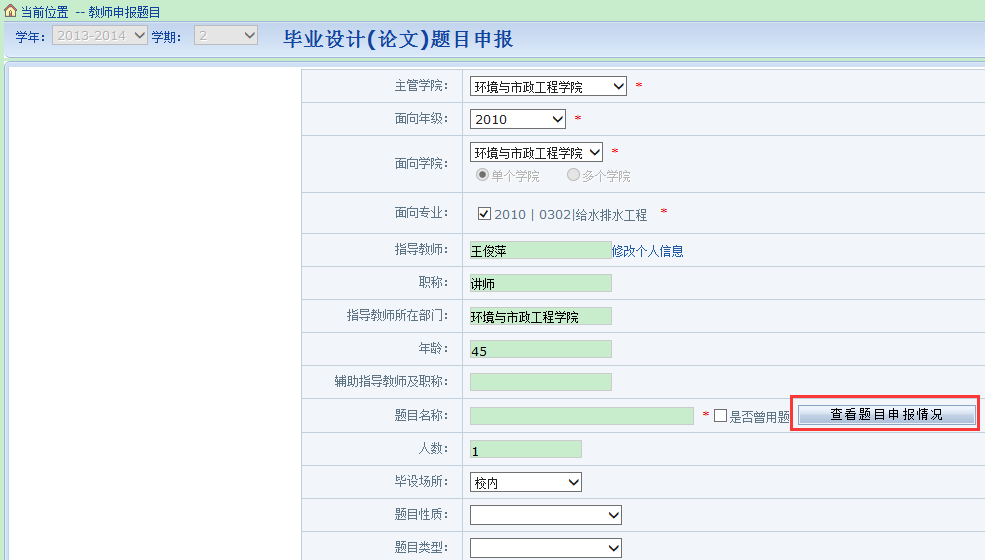 当前位置 -- 教师申报题目
学年: 2013-2014 学期: 2 毕业设计(论文)题目申报
主管学院: 环境与市政工程学院 *
面向年级: 2010 *
面向学院: 环境与市政工程学院 *
单个学院 多个学院
面向专业: 2010 | 0302|给水排水工程 *
指导教师: 王俊萍 修改个人信息
职称: 讲师
指导教师所在部门: 环境与市政工程学院
年龄: 45
辅助指导教师及职称:
题目名称: * 是否曾用题 查看题目申报情况
人数: 1
毕设场所: 校内
题目性质:
题目类型: